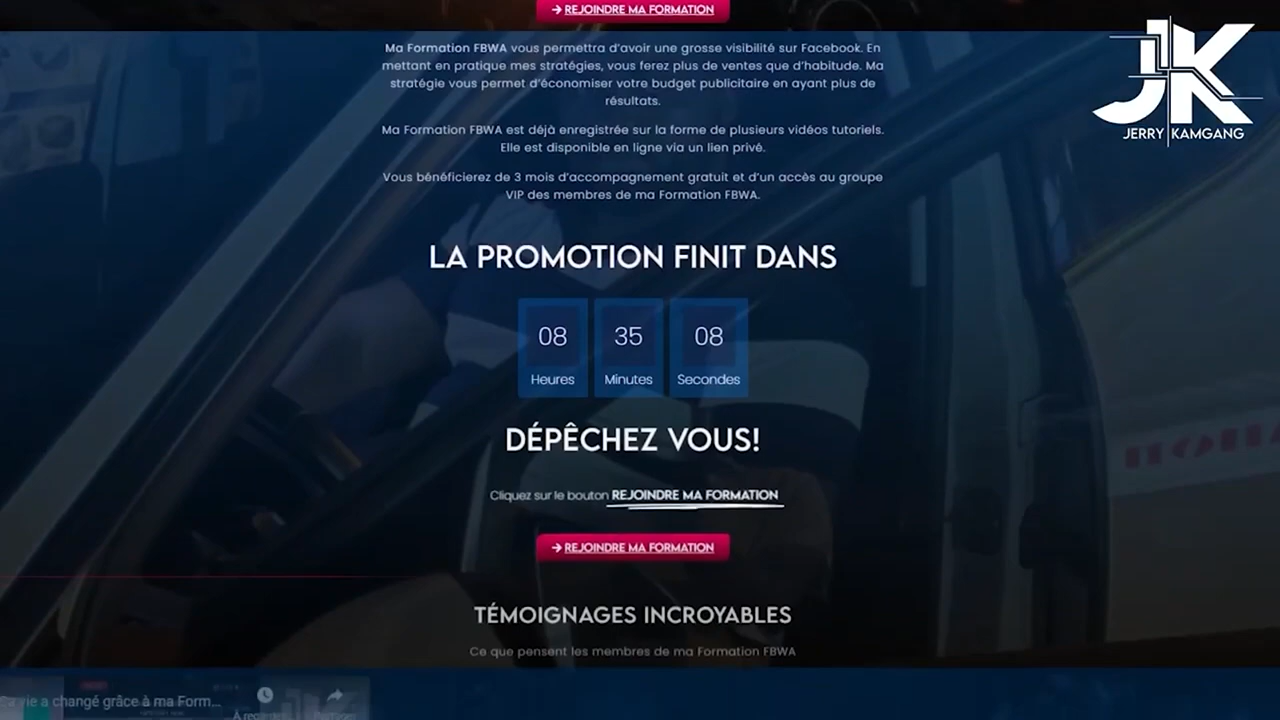 REJOINDRE MA FORMATION
JK
JERRY KAMGANG
Ma Formation FBWA vous permettra d'avoir une grosse visibilité sur Facebook. En
mettant en pratique mes stratégies, vous ferez plus de ventes que d'habitude. Ma
stratégie vous permet d'économiser votre budget publicitaire en ayant plus de
résultats.
Ma Formation FBWA est déjà enregistrée sur la forme de plusieurs vidéos tutoriels.
Elle est disponible en ligne via un lien privé.
Vous bénéficierez de 3 mois d'accompagnement gratuit et d'un accès au groupe
VIP des membres de ma Formation FBWA.
LA PROMOTION FINIT DANS
08 35 08
Heures Minutes Secondes
DÉPÊCHEZ VOUS!
Cliquez sur le bouton REJOINDRE MA FORMATION
REJOINDRE MA FORMATION
TÉMOIGNAGES INCROYABLES
Ce que pensent les membres de ma Formation FBWA
vie a changé grâce à ma Form...